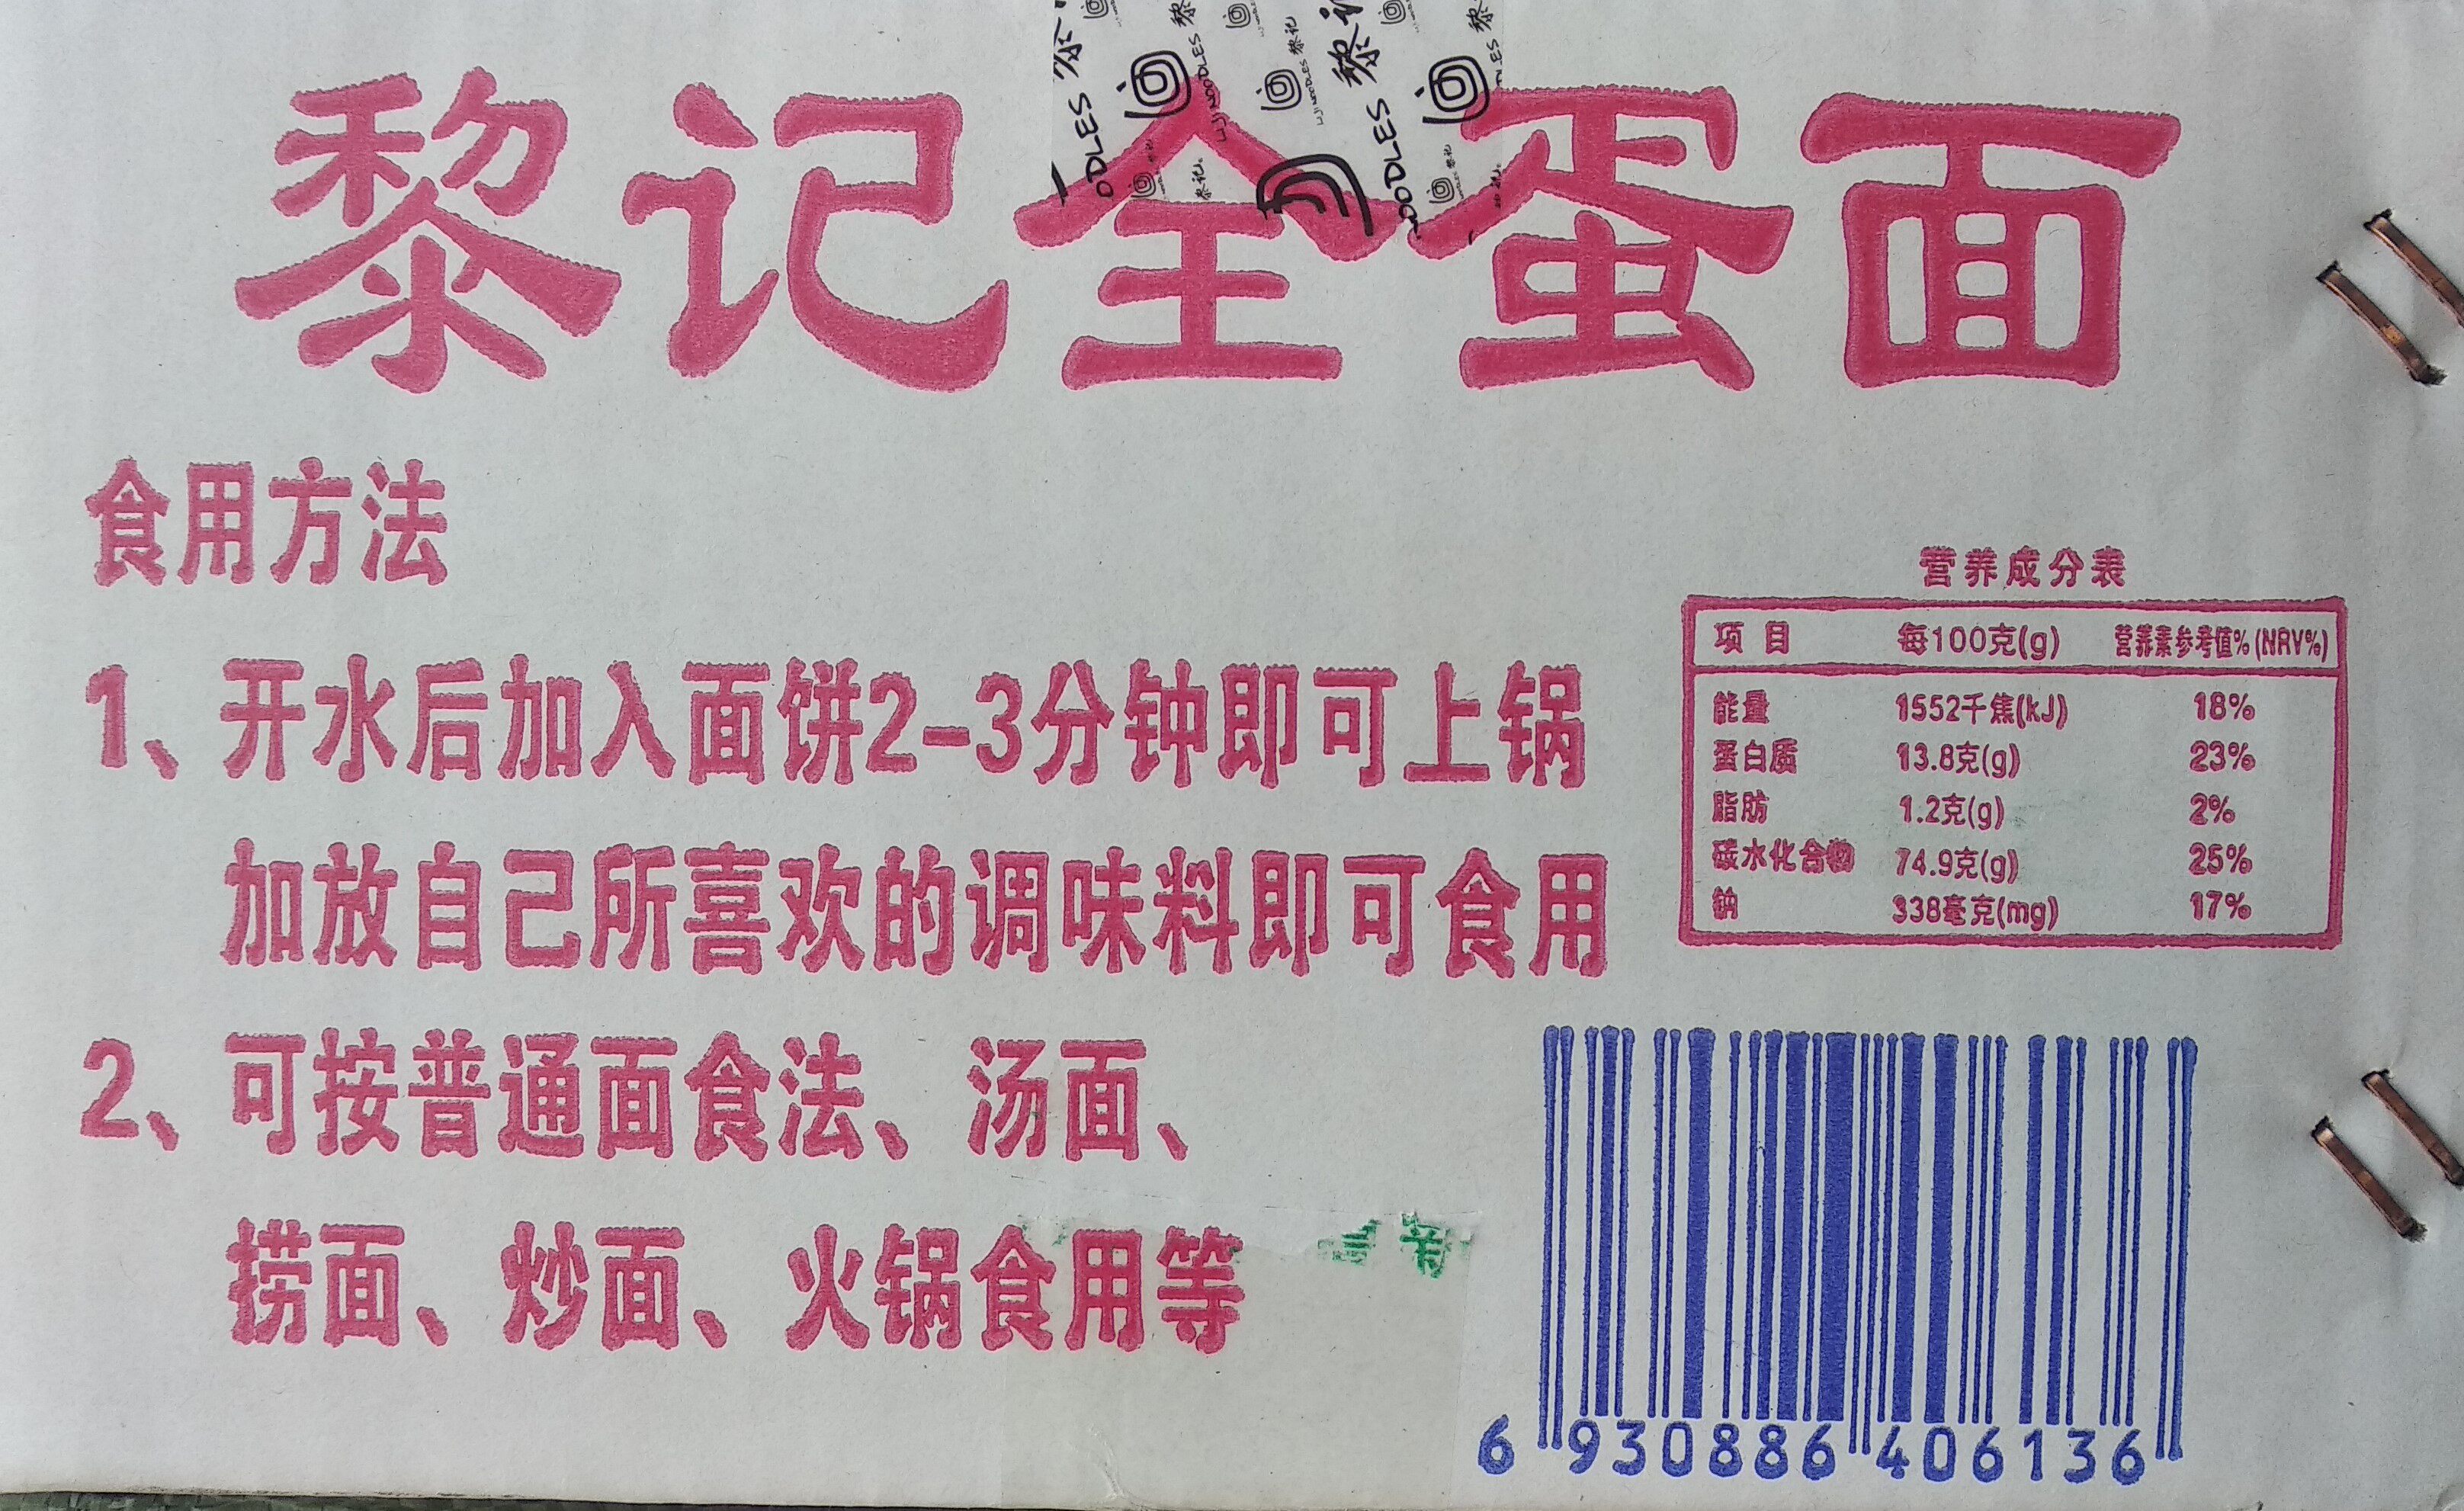 黎记全蛋面
食用方法
1、开水后加入面饼2-3分钟即可上锅
加放自己所喜欢的调味料即可食用
2、可按普通面食法、汤面、
捞面、炒面、火锅食用等
营养成分表
项目 每100克(g) 营养素参考值%(NRV%)
能量 1552千焦(kJ) 18%
蛋白质 13.8克(g) 23%
脂肪 1.2克(g) 2%
碳水化合物 74.9克(g) 25%
钠 338毫克(mg) 17%
6 930886 406136
黎记
LIJI NOODLES 黎记